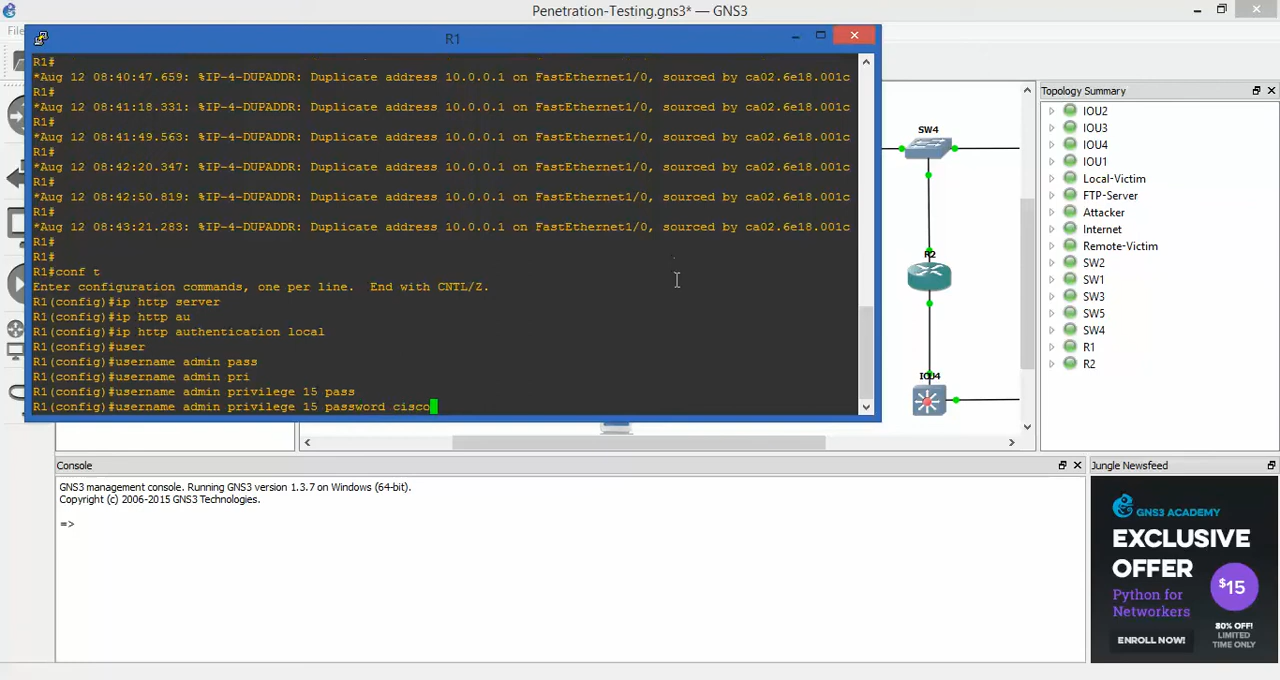 Penetration-Testing.gns3* — GNS3
File
R1
R1#
*Aug 12 08:40:47.659: %IP-4-DUPADDR: Duplicate address 10.0.0.1 on FastEthernet1/0, sourced by ca02.6e18.001c
R1#
*Aug 12 08:41:18.331: %IP-4-DUPADDR: Duplicate address 10.0.0.1 on FastEthernet1/0, sourced by ca02.6e18.001c
R1#
*Aug 12 08:41:49.563: %IP-4-DUPADDR: Duplicate address 10.0.0.1 on FastEthernet1/0, sourced by ca02.6e18.001c
R1#
*Aug 12 08:42:20.347: %IP-4-DUPADDR: Duplicate address 10.0.0.1 on FastEthernet1/0, sourced by ca02.6e18.001c
R1#
*Aug 12 08:42:50.819: %IP-4-DUPADDR: Duplicate address 10.0.0.1 on FastEthernet1/0, sourced by ca02.6e18.001c
R1#
*Aug 12 08:43:21.283: %IP-4-DUPADDR: Duplicate address 10.0.0.1 on FastEthernet1/0, sourced by ca02.6e18.001c
R1#
R1#
R1#conf t
Enter configuration commands, one per line.  End with CNTL/Z.
R1(config)#ip http server
R1(config)#ip http au
R1(config)#ip http authentication local
R1(config)#user
R1(config)#username admin pass
R1(config)#username admin pri
R1(config)#username admin privilege 15 pass
R1(config)#username admin privilege 15 password cisco
SW4
R2
IOU4
Topology Summary
IOU2
IOU3
IOU4
IOU1
Local-Victim
FTP-Server
Attacker
Internet
Remote-Victim
SW2
SW1
SW3
SW5
SW4
R1
R2
Console
GNS3 management console. Running GNS3 version 1.3.7 on Windows (64-bit).
Copyright (c) 2006-2015 GNS3 Technologies.
=>
Jungle Newsfeed
GNS3 ACADEMY
EXCLUSIVE
OFFER
Python for
Networkers
$15
80% OFF!
LIMITED
TIME ONLY
ENROLL NOW!